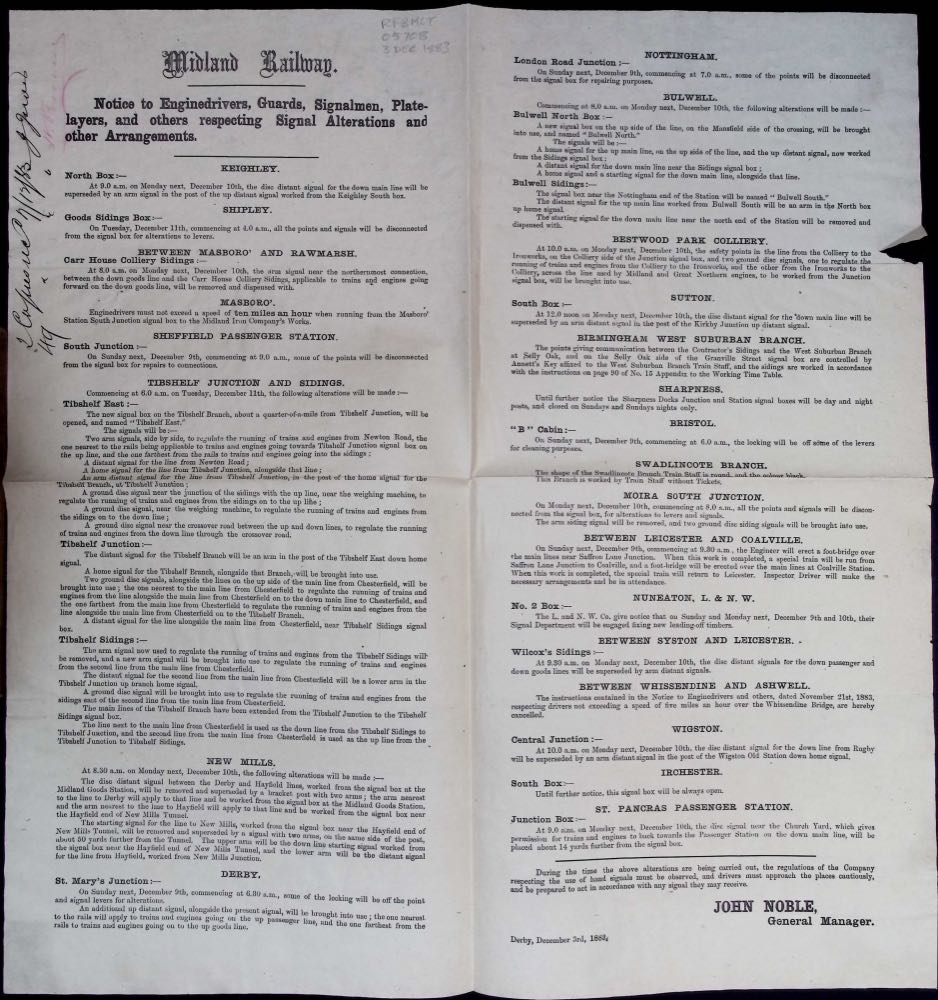 RFBMCT
05708
3 DEC 1883
Midland Railway.
Notice to Enginedrivers, Guards, Signalmen, Plate-
layers, and others respecting Signal Alterations and
other Arrangements.
KEIGHLEY.
North Box:—
At 9.0 a.m. on Monday next, December 10th, the disc distant signal for the down main line will be
superseded by an arm signal in the post of the up distant signal worked from the Keighley South box.
SHIPLEY.
Goods Sidings Box:—
On Tuesday, December 11th, commencing at 4.0 a.m., all the points and signals will be disconnected
from the signal box for alterations to levers.
BETWEEN MASBORO' AND RAWMARSH.
Carr House Colliery Sidings:—
At 8.0 a.m. on Monday next, December 10th, the arm signal near the northernmost connection,
between the down goods line and the Carr House Colliery Sidings, applicable to trains and engines going
forward on the down goods line, will be removed and dispensed with.
MASBORO'.
Enginedrivers must not exceed a speed of ten miles an hour when running from the Masboro'
Station South Junction signal box to the Midland Iron Company's Works.
SHEFFIELD PASSENGER STATION.
South Junction:—
On Sunday next, December 9th, commencing at 9.0 a.m., some of the points will be disconnected
from the signal box for repairs to connections.
TIBSHELF JUNCTION AND SIDINGS.
Commencing at 6.0 a.m. on Tuesday, December 11th, the following alterations will be made:—
Tibshelf East:—
The new signal box on the Tibshelf Branch, about a quarter-of-a-mile from Tibshelf Junction, will be
opened, and named "Tibshelf East."
The signals will be:—
Two arm signals, side by side, to regulate the running of trains and engines from Newton Road, the
one nearest to the rails being applicable to trains and engines going towards Tibshelf Junction signal box on
the up line, and the one farthest from the rails to trains and engines going into the sidings;
A distant signal for the line from Newton Road;
A home signal for the line from Tibshelf Junction, alongside that line;
An arm distant signal for the line from Tibshelf Junction, in the post of the home signal for the
Tibshelf Branch, at Tibshelf Junction;
A ground disc signal near the junction of the sidings with the up line, near the weighing machine, to
regulate the running of trains and engines from the sidings on to the up line;
A ground disc signal, near the weighing machine, to regulate the running of trains and engines from
the sidings on to the down line;
A ground disc signal near the crossover road between the up and down lines, to regulate the running
of trains and engines from the down line through the crossover road.
Tibshelf Junction:—
The distant signal for the Tibshelf Branch will be an arm in the post of the Tibshelf East down home
signal.
A home signal for the Tibshelf Branch, alongside that Branch, will be brought into use.
Two ground disc signals, alongside the lines on the up side of the main line from Chesterfield, will be
brought into use; the one nearest to the main line from Chesterfield to regulate the running of trains and
engines from the line alongside the main line from Chesterfield on to the down main line to Chesterfield, and
the one farthest from the main line from Chesterfield to regulate the running of trains and engines from the
line alongside the main line from Chesterfield on to the Tibshelf Branch.
A distant signal for the line alongside the main line from Chesterfield, near Tibshelf Sidings signal
box.
Tibshelf Sidings:—
The arm signal now used to regulate the running of trains and engines from the Tibshelf Sidings will
be removed, and a new arm signal will be brought into use to regulate the running of trains and engines
from the second line from the main line from Chesterfield.
The distant signal for the second line from the main line from Chesterfield will be a lower arm in the
Tibshelf Junction up branch home signal.
A ground disc signal will be brought into use to regulate the running of trains and engines from the
sidings east of the second line from the main line from Chesterfield.
The main lines of the Tibshelf Branch have been extended from the Tibshelf Junction to the Tibshelf
Sidings signal box.
The line next to the main line from Chesterfield is used as the down line from the Tibshelf Sidings to
Tibshelf Junction, and the second line from the main line from Chesterfield is used as the up line from the
Tibshelf Junction to Tibshelf Sidings.
NEW MILLS.
At 8.30 a.m. on Monday next, December 10th, the following alterations will be made:—
The disc distant signal between the Derby and Hayfield lines, worked from the signal box at the
Midland Goods Station, will be removed and superseded by a bracket post with two arms; the arm nearest
to the line to Derby will apply to that line and be worked from the signal box at the Midland Goods Station,
and the arm nearest to the line to Hayfield will apply to that line and be worked from the signal box near
the Hayfield end of New Mills Tunnel.
The starting signal for the line to New Mills, worked from the signal box near the Hayfield end of
New Mills Tunnel, will be removed and superseded by a signal with two arms, on the same side of the post,
about 50 yards further from the Tunnel. The upper arm will be the down line starting signal worked from
the signal box near the Hayfield end of New Mills Tunnel, and the lower arm will be the distant signal
for the line from Hayfield, worked from New Mills Junction.
DERBY.
St. Mary's Junction:—
On Sunday next, December 9th, commencing at 6.30 a.m., some of the locking will be off the point
and signal levers for alterations.
An additional up distant signal, alongside the present signal, will be brought into use; the one nearest
to the rails will apply to trains and engines going on the up passenger line, and the one farthest from the
rails to trains and engines going on to the up goods line.
NOTTINGHAM.
London Road Junction:—
On Sunday next, December 9th, commencing at 7.0 a.m., some of the points will be disconnected
from the signal box for repairing purposes.
BULWELL.
Commencing at 8.0 a.m. on Monday next, December 10th, the following alterations will be made:—
Bulwell North Box:—
A new signal box on the up side of the line, on the Mansfield side of the crossing, will be brought
into use, and named "Bulwell North."
The signals will be:—
A home signal for the up main line, on the up side of the line, and the up distant signal, now worked
from the Sidings signal box;
A distant signal for the down main line near the Sidings signal box;
A home signal and a starting signal for the down main line, alongside that line.
Bulwell Sidings:—
The signal box near the Nottingham end of the Station will be named "Bulwell South."
The distant signal for the up main line worked from Bulwell South will be an arm in the North box
up home signal.
The starting signal for the down main line near the north end of the Station will be removed and
dispensed with.
BESTWOOD PARK COLLIERY.
At 10.0 a.m. on Monday next, December 10th, the safety points in the line from the Colliery to the
Ironworks, on the Colliery side of the Junction signal box, and two ground disc signals, one to regulate the
running of trains and engines from the Colliery to the Ironworks, and the other from the Ironworks to the
Colliery, across the line used by Midland and Great Northern engines, to be worked from the Junction
signal box, will be brought into use.
SUTTON.
South Box:—
At 12.0 noon on Monday next, December 10th, the disc distant signal for the down main line will be
superseded by an arm distant signal in the post of the Kirkby Junction up distant signal.
BIRMINGHAM WEST SUBURBAN BRANCH.
The points giving communication between the Contractor's Sidings and the West Suburban Branch
at Selly Oak, and on the Selly Oak side of the Granville Street signal box are controlled by
Annett's Key affixed to the West Suburban Branch Train Staff, and the sidings are worked in accordance
with the instructions on page 90 of No. 15 Appendix to the Working Time Table.
SHARPNESS.
Until further notice the Sharpness Docks Junction and Station signal boxes will be day and night
posts, and closed on Sundays and Sundays nights only.
BRISTOL.
"B" Cabin:—
On Sunday next, December 9th, commencing at 6.0 a.m., the locking will be off some of the levers
for cleaning purposes.
SWADLINCOTE BRANCH.
The shape of the Swadlincote Branch Train Staff is round, and the colour black.
This Branch is worked by Train Staff without Tickets.
MOIRA SOUTH JUNCTION.
On Monday next, December 10th, commencing at 8.0 a.m., all the points and signals will be discon-
nected from the signal box, for alterations to levers and signals.
The arm siding signal will be removed, and two ground disc siding signals will be brought into use.
BETWEEN LEICESTER AND COALVILLE.
On Sunday next, December 9th, commencing at 9.30 a.m., the Engineer will erect a foot-bridge over
the main lines near Saffron Lane Junction. When this work is completed, a special train will be run from
Saffron Lane Junction to Coalville, and a foot-bridge will be erected over the main lines at Coalville Station.
When this work is completed, the special train will return to Leicester. Inspector Driver will make the
necessary arrangements and be in attendance.
NUNEATON, L. & N. W.
No. 2 Box:—
The L. and N. W. Co. give notice that on Sunday and Monday next, December 9th and 10th, their
Signal Department will be engaged fixing new leading-off timbers.
BETWEEN SYSTON AND LEICESTER.
Wilcox's Sidings:—
At 9.30 a.m. on Monday next, December 10th, the disc distant signals for the down passenger and
down goods lines will be superseded by arm distant signals.
BETWEEN WHISSENDINE AND ASHWELL.
The instructions contained in the Notice to Enginedrivers and others, dated November 21st, 1883,
respecting drivers not exceeding a speed of five miles an hour over the Whissendine Bridge, are hereby
cancelled.
WIGSTON.
Central Junction:—
At 10.0 a.m. on Monday next, December 10th, the disc distant signal for the down line from Rugby
will be superseded by an arm distant signal in the post of the Wigston Old Station down home signal.
IRCHESTER.
South Box:—
Until further notice, this signal box will be always open.
ST. PANCRAS PASSENGER STATION.
Junction Box:—
At 9.0 a.m. on Monday next, December 10th, the disc signal near the Church Yard, which gives
permission for trains and engines to back towards the Passenger Station on the down main line, will be
placed about 14 yards further from the signal box.
During the time the above alterations are being carried out, the regulations of the Company
respecting the use of hand signals must be observed, and drivers must approach the places cautiously,
and be prepared to act in accordance with any signal they may receive.
JOHN NOBLE,
General Manager.
Derby, December 3rd, 1883.